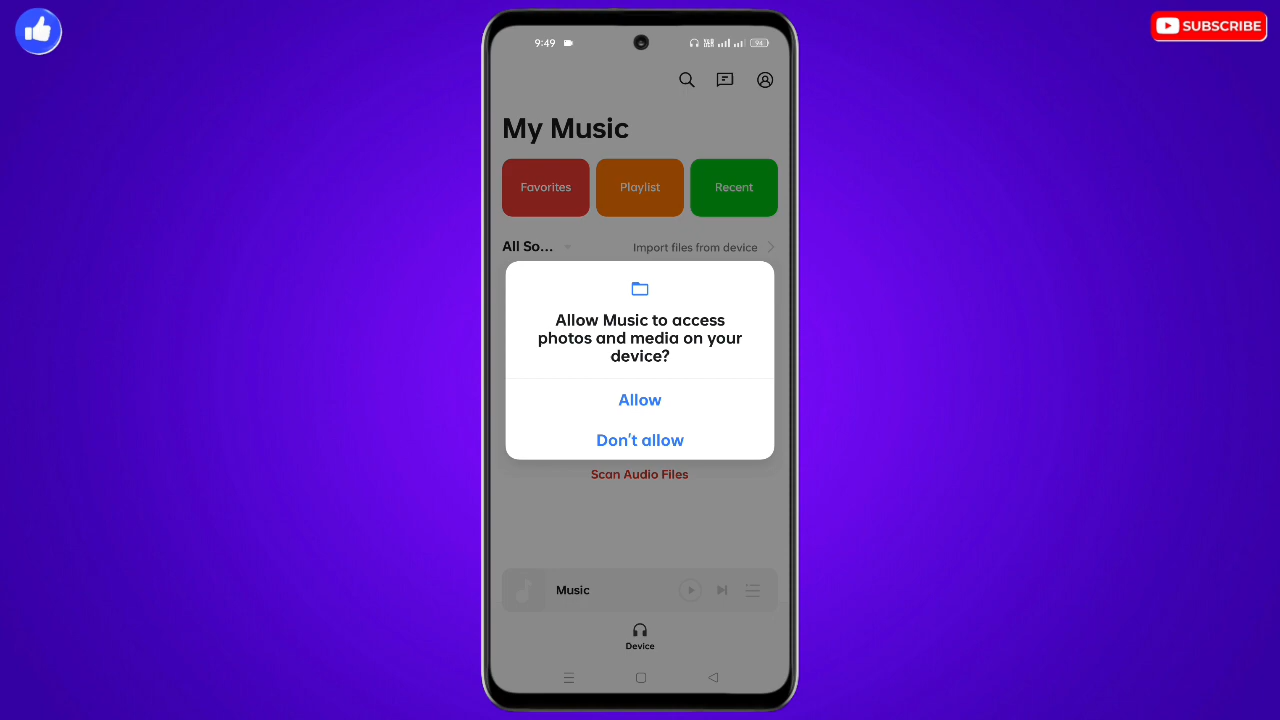 SUBSCRIBE
9:49
94
My Music
Favorites
Playlist
Recent
All So...
Import files from device
Allow Music to access
photos and media on your
device?
Allow
Don't allow
Scan Audio Files
Music
Device